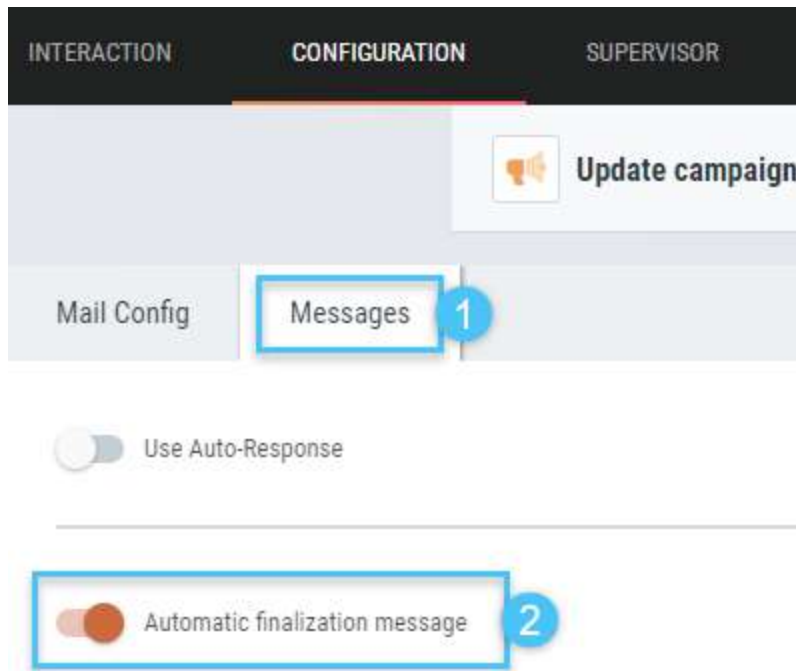 INTERACTION CONFIGURATION SUPERVISOR
Update campaign
Mail Config Messages 1
Use Auto-Response
Automatic finalization message 2